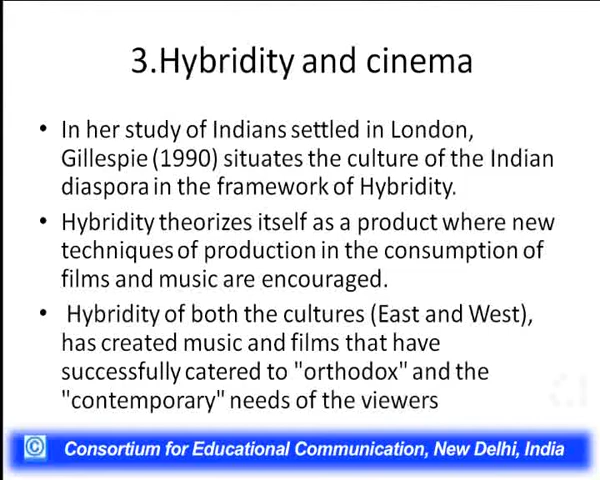 3.Hybridity and cinema
• In her study of Indians settled in London,
Gillespie (1990) situates the culture of the Indian
diaspora in the framework of Hybridity.
• Hybridity theorizes itself as a product where new
techniques of production in the consumption of
films and music are encouraged.
• Hybridity of both the cultures (East and West),
has created music and films that have
successfully catered to "orthodox" and the
"contemporary" needs of the viewers
© Consortium for Educational Communication, New Delhi, India